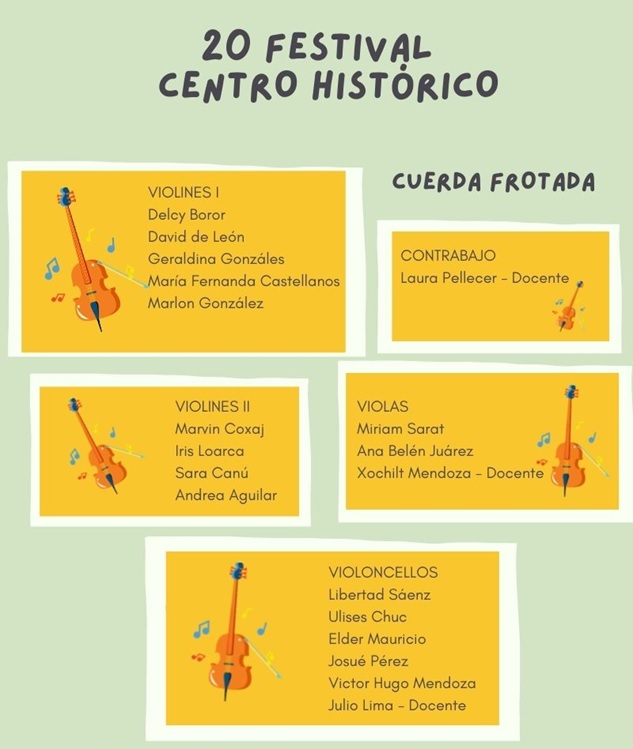 20 FESTIVAL
CENTRO HISTÓRICO
CUERDA FROTADA
VIOLINES I
Delcy Boror
David de León
Geraldina Gonzáles
María Fernanda Castellanos
Marlon González
CONTRABAJO
Laura Pellecer - Docente
VIOLINES II
Marvin Coxaj
Iris Loarca
Sara Canú
Andrea Aguilar
VIOLAS
Miriam Sarat
Ana Belén Juárez
Xochilt Mendoza - Docente
VIOLONCELLOS
Libertad Sáenz
Ulises Chuc
Elder Mauricio
Josué Pérez
Victor Hugo Mendoza
Julio Lima - Docente